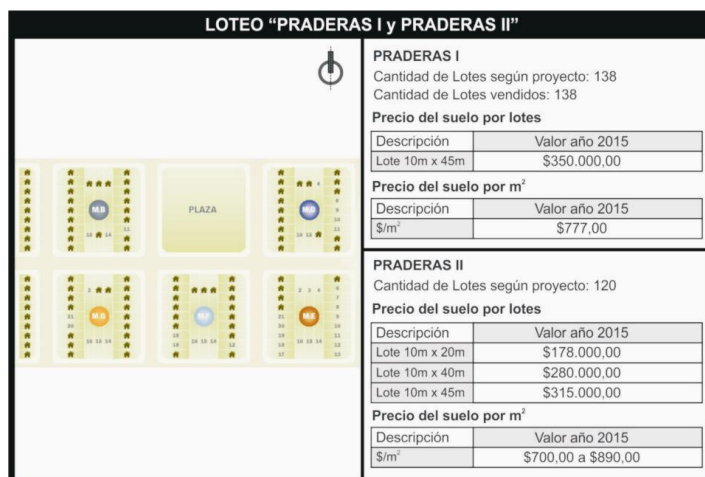 LOTEO “PRADERAS I y PRADERAS II”
PLAZA
PRADERAS I
Cantidad de Lotes según proyecto: 138
Cantidad de Lotes vendidos: 138
Precio del suelo por lotes
Descripción Valor año 2015
Lote 10m x 45m $350.000,00
Precio del suelo por m²
Descripción Valor año 2015
$/m² $777,00
PRADERAS II
Cantidad de Lotes según proyecto: 120
Precio del suelo por lotes
Descripción Valor año 2015
Lote 10m x 20m $178.000,00
Lote 10m x 40m $280.000,00
Lote 10m x 45m $315.000,00
Precio del suelo por m²
Descripción Valor año 2015
$/m² $700,00 a $890,00